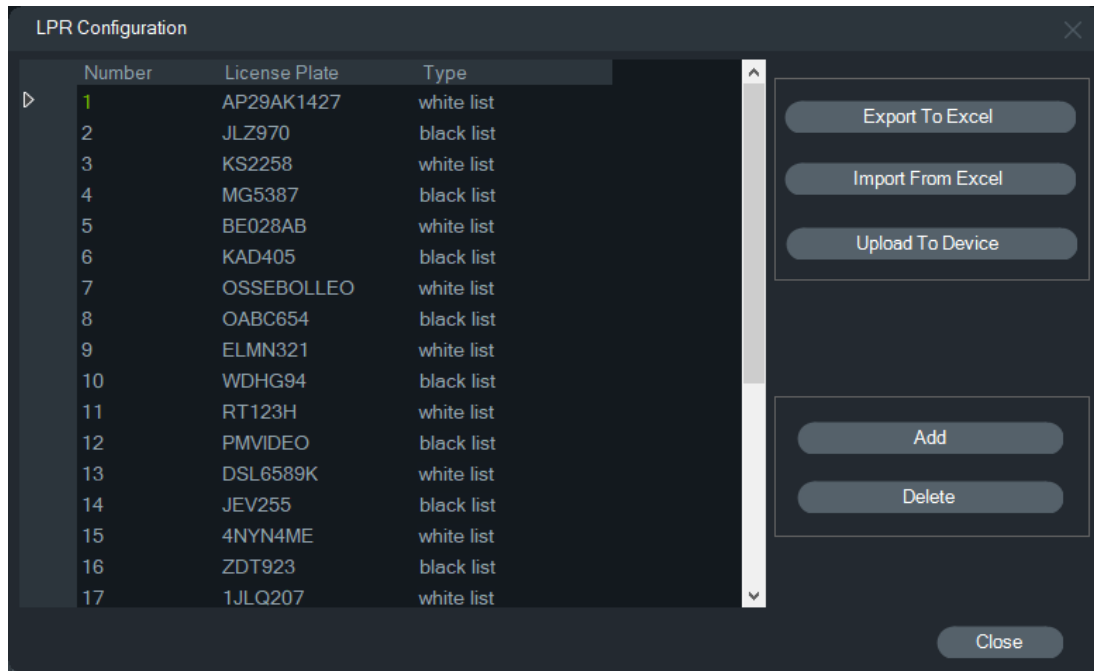 LPR Configuration
Number License Plate Type
1 AP29AK1427 white list
2 JLZ970 black list
3 KS2258 white list
4 MG5387 black list
5 BE028AB white list
6 KAD405 black list
7 OSSEBOLLEO white list
8 OABC654 black list
9 ELMN321 white list
10 WDHG94 black list
11 RT123H white list
12 PMVIDEO black list
13 DSL6589K white list
14 JEV255 black list
15 4NYN4ME white list
16 ZDT923 black list
17 1JLQ207 white list
Export To Excel
Import From Excel
Upload To Device
Add
Delete
Close